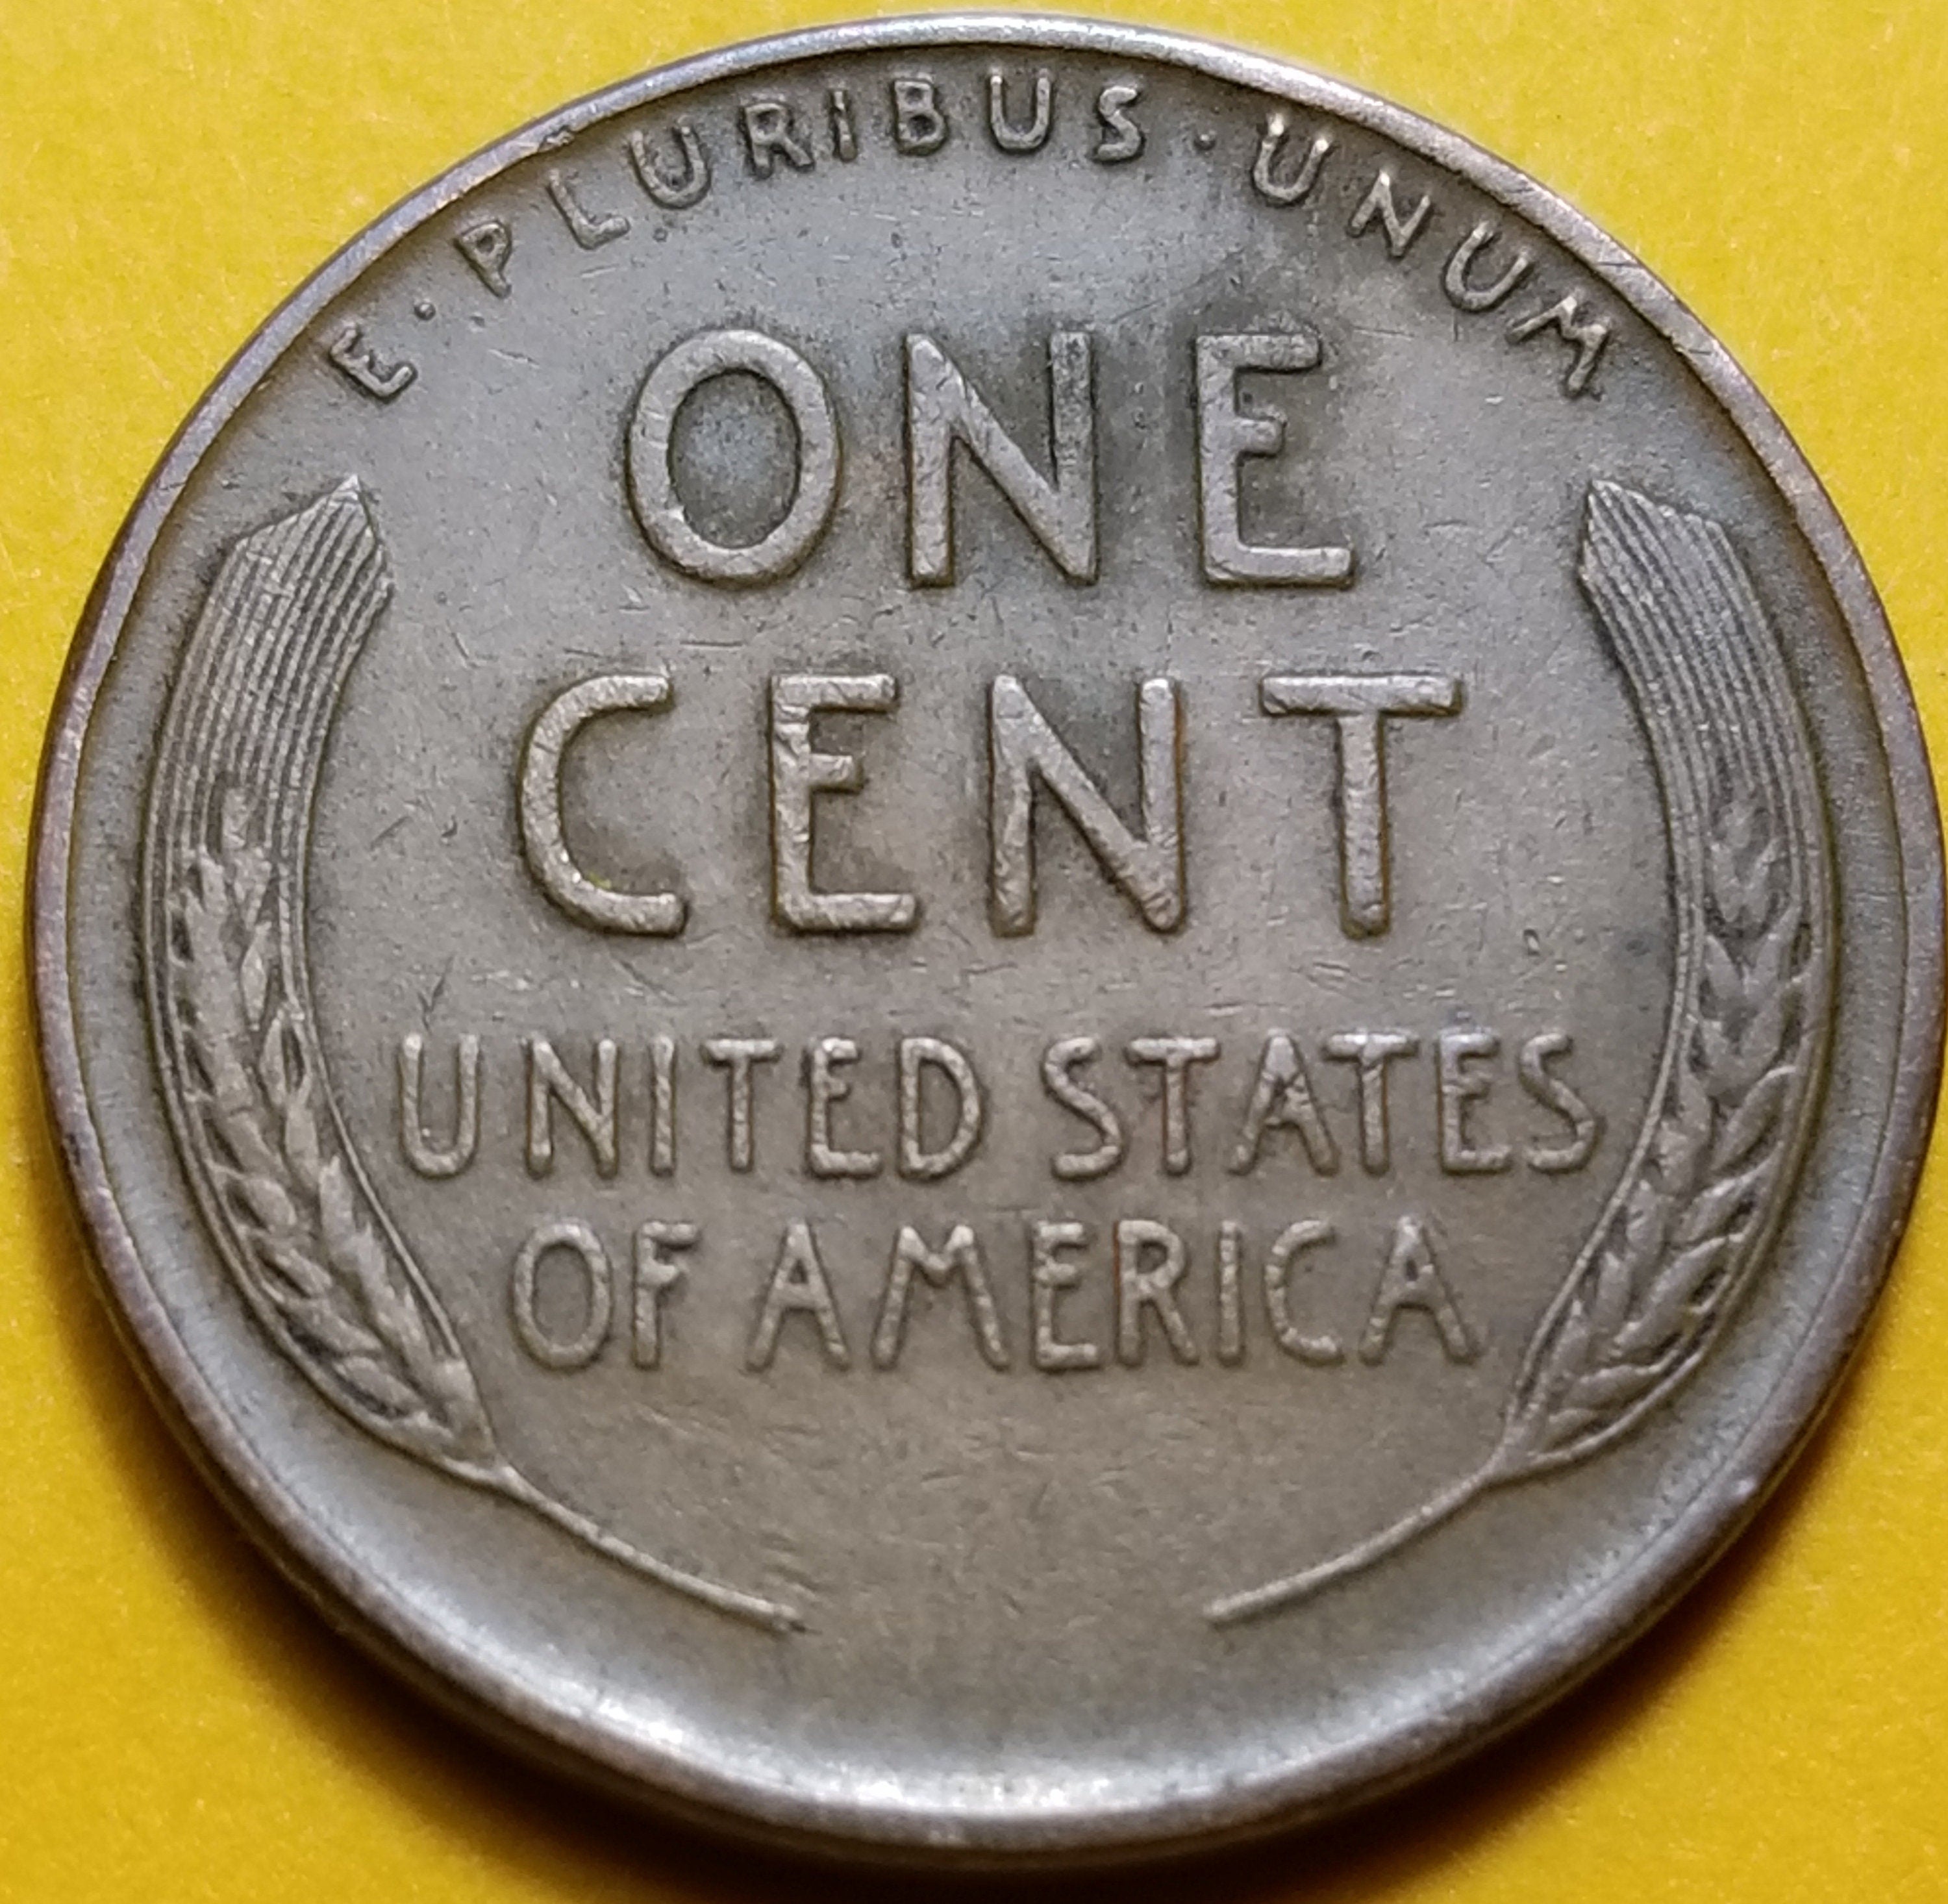 E · PLURIBUS · UNUM
ONE
CENT
UNITED STATES
OF AMERICA